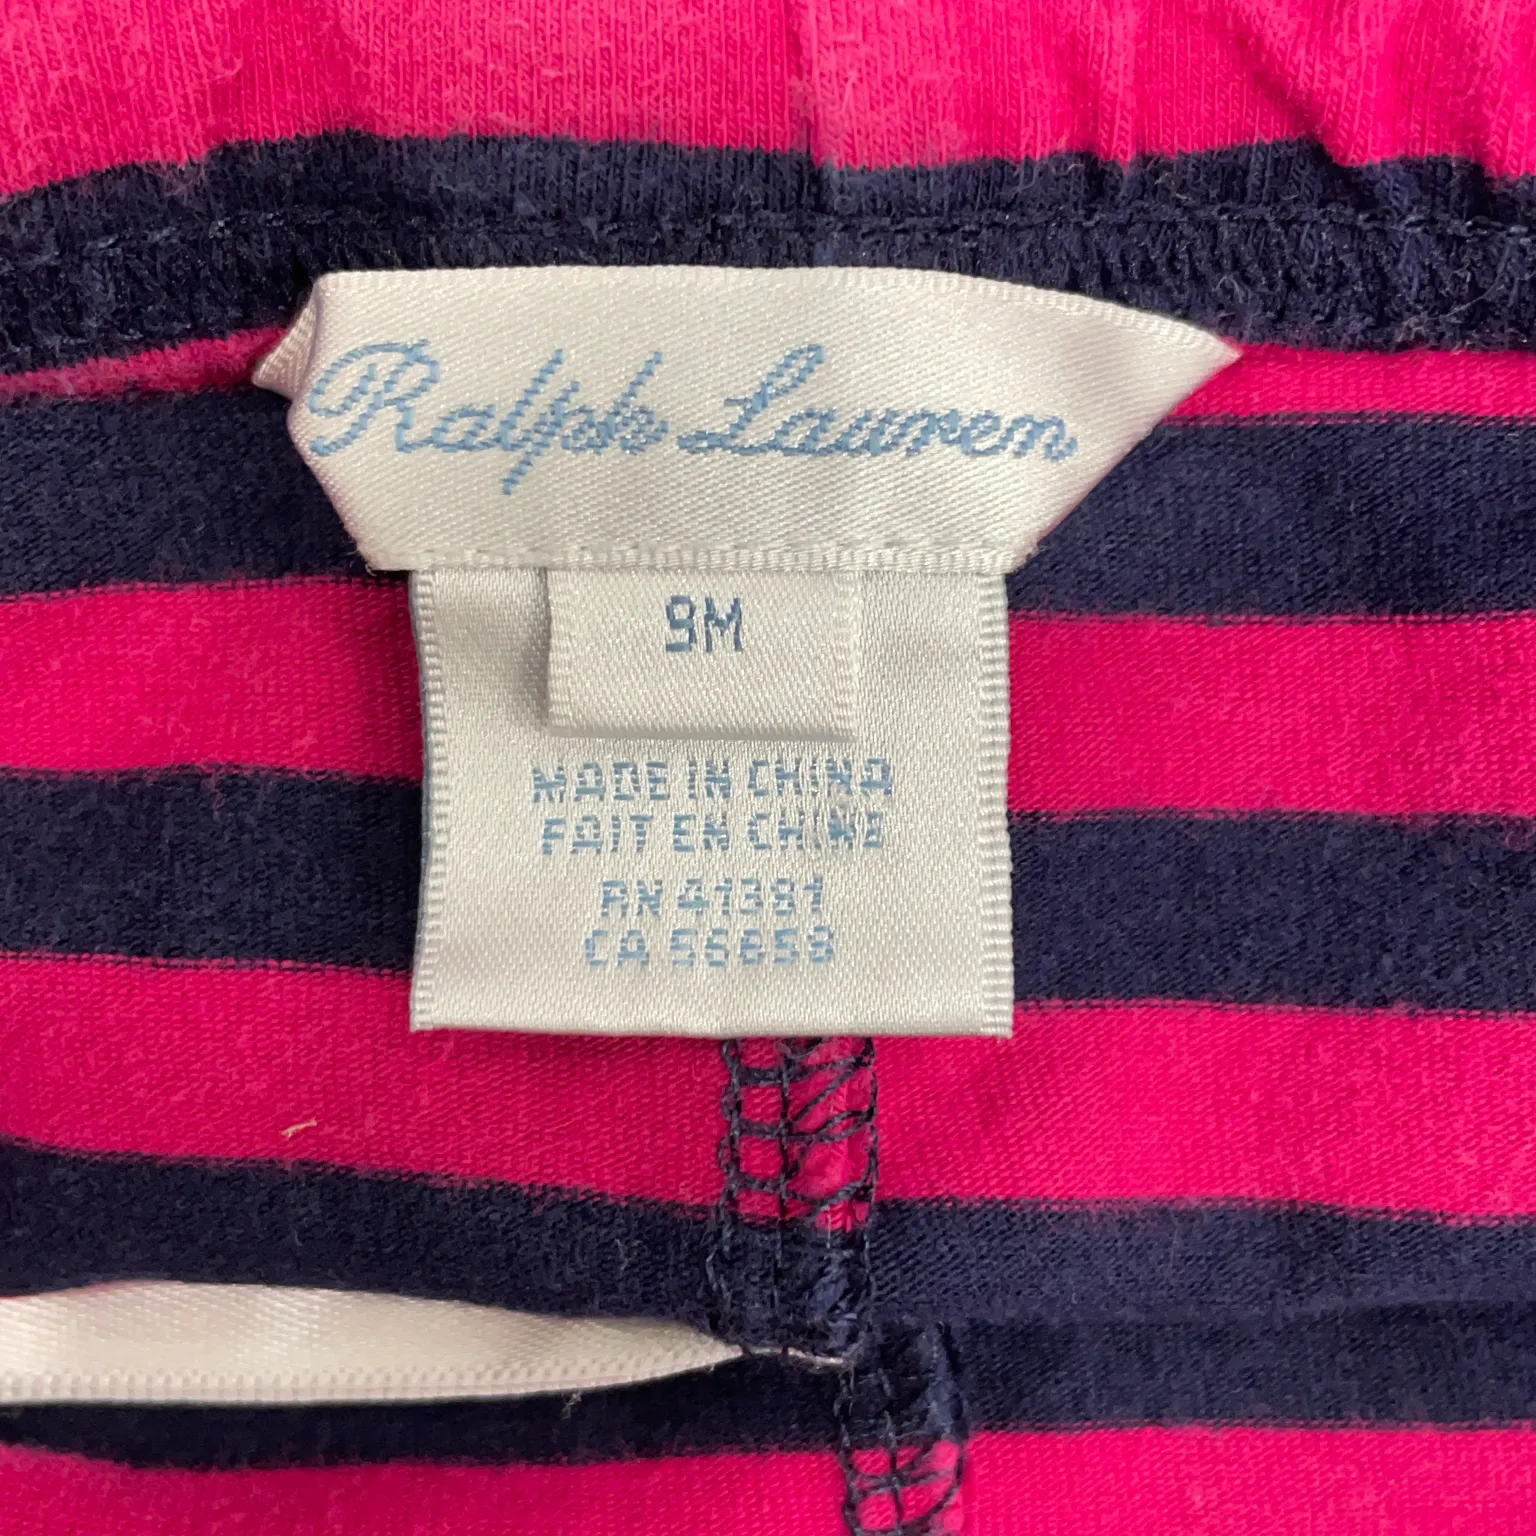 Ralph Lauren
9M
MADE IN CHINA
FAIT EN CHINE
RN 41381
CA 56658